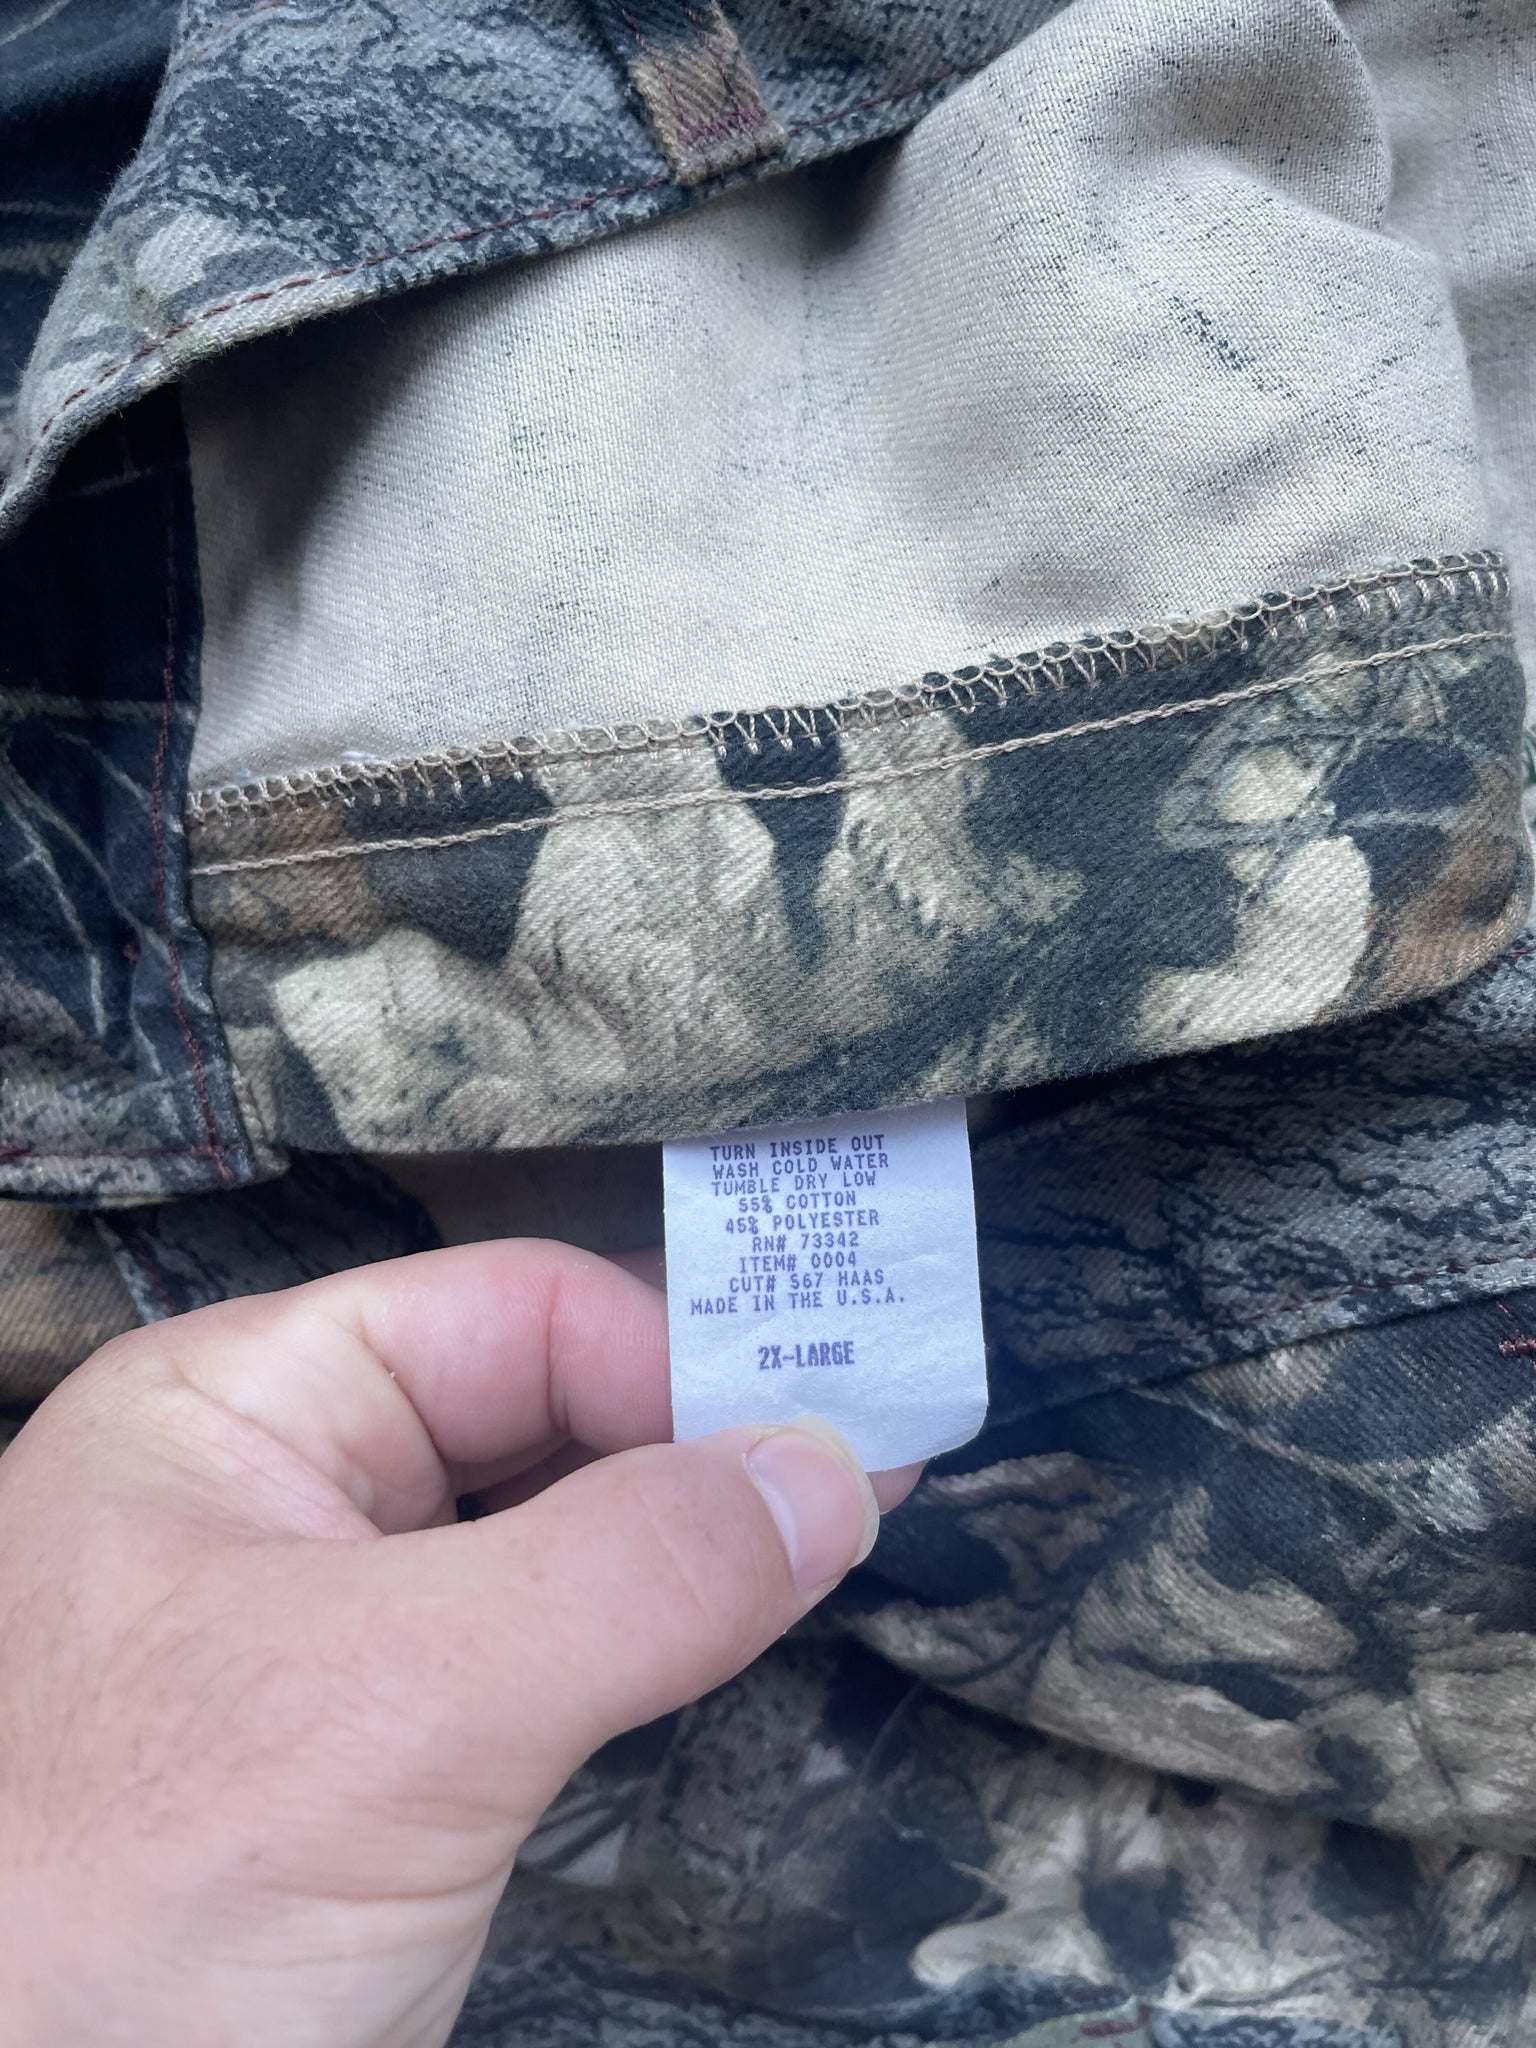 TURN INSIDE OUT
WASH COLD WATER
TUMBLE DRY LOW
55% COTTON
45% POLYESTER
RN# 73342
ITEM# 0004
CUT# 567 HAAS
MADE IN THE U.S.A.
2X-LARGE